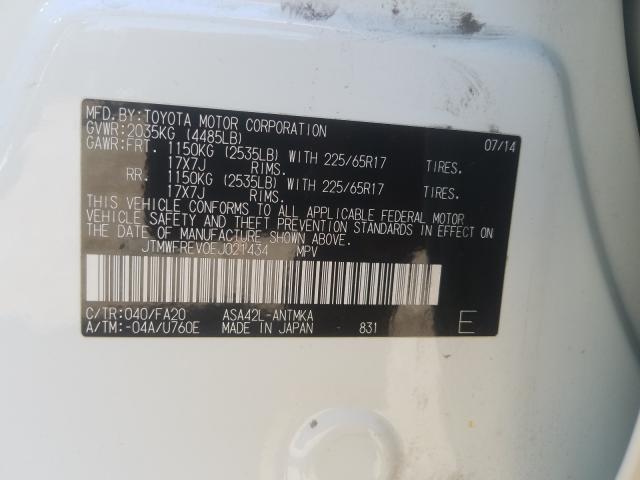 MFD.BY:TOYOTA MOTOR CORPORATION 07/14
GVWR:2035KG (4485LB)
GAWR:FRT. 1150KG (2535LB) WITH 225/65R17 TIRES.
17X7J RIMS.
RR. 1150KG (2535LB) WITH 225/65R17 TIRES.
17X7J RIMS.
THIS VEHICLE CONFORMS TO ALL APPLICABLE FEDERAL MOTOR
VEHICLE SAFETY AND THEFT PREVENTION STANDARDS IN EFFECT ON
THE DATE OF MANUFACTURE SHOWN ABOVE.
JTMWFREV0EJ021434 MPV
C/TR:040/FA20 ASA42L-ANTMKA
A/TM:-04A/U760E MADE IN JAPAN 831 E